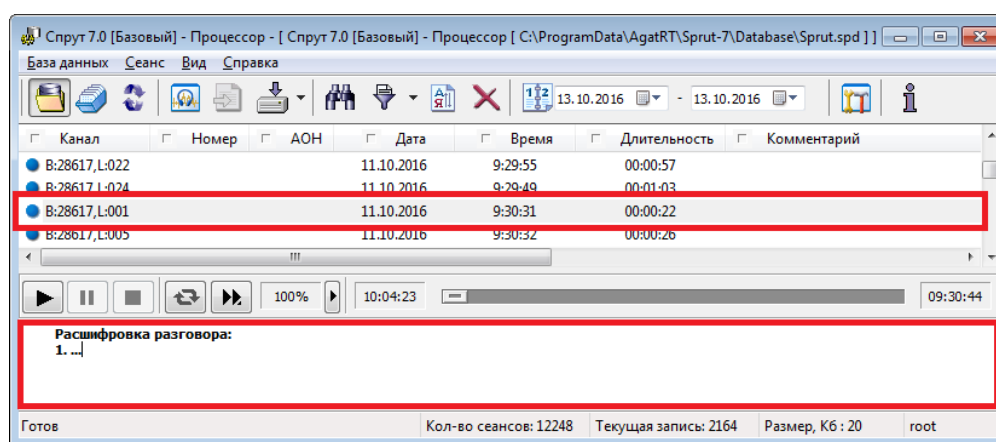 Спрут 7.0 [Базовый] - Процессор - [ Спрут 7.0 [Базовый] - Процессор [ C:\ProgramData\AgatRT\Sprut-7\Database\Sprut.spd ] ]
База данных Сеанс Вид Справка
13.10.2016 - 13.10.2016
Канал Номер АОН Дата Время Длительность Комментарий
B:28617,L:022 11.10.2016 9:29:55 00:00:57
B:28617,L:024 11.10.2016 9:29:49 00:01:03
B:28617,L:001 11.10.2016 9:30:31 00:00:22
B:28617,L:005 11.10.2016 9:30:32 00:00:26
100% 10:04:23 09:30:44
Расшифровка разговора:
1. ...
Готов Кол-во сеансов: 12248 Текущая запись: 2164 Размер, Кб : 20 root